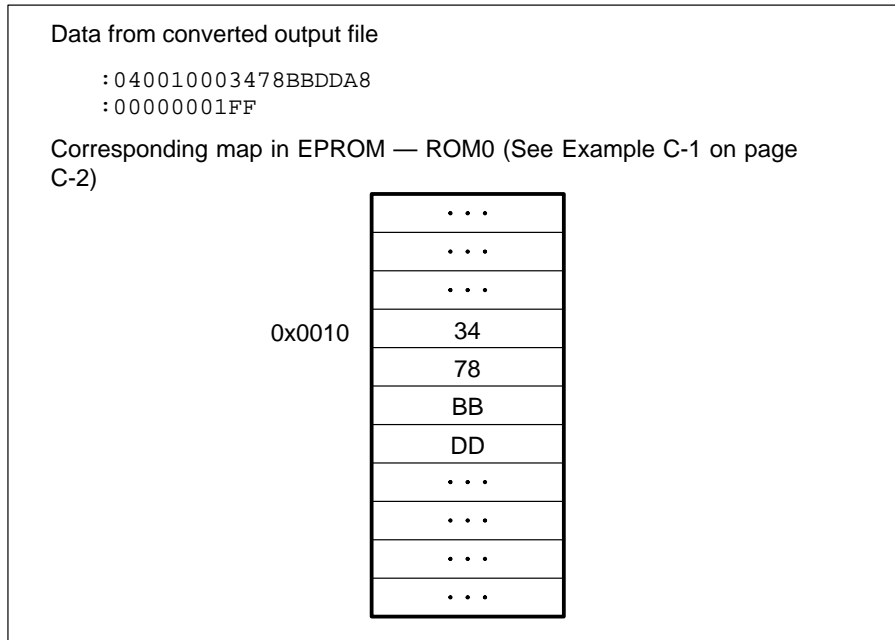 Data from converted output file
:040010003478BBDDA8
:00000001FF
Corresponding map in EPROM — ROM0 (See Example C-1 on page
C-2)
. . .
. . .
. . .
0x0010 34
78
BB
DD
. . .
. . .
. . .
. . .